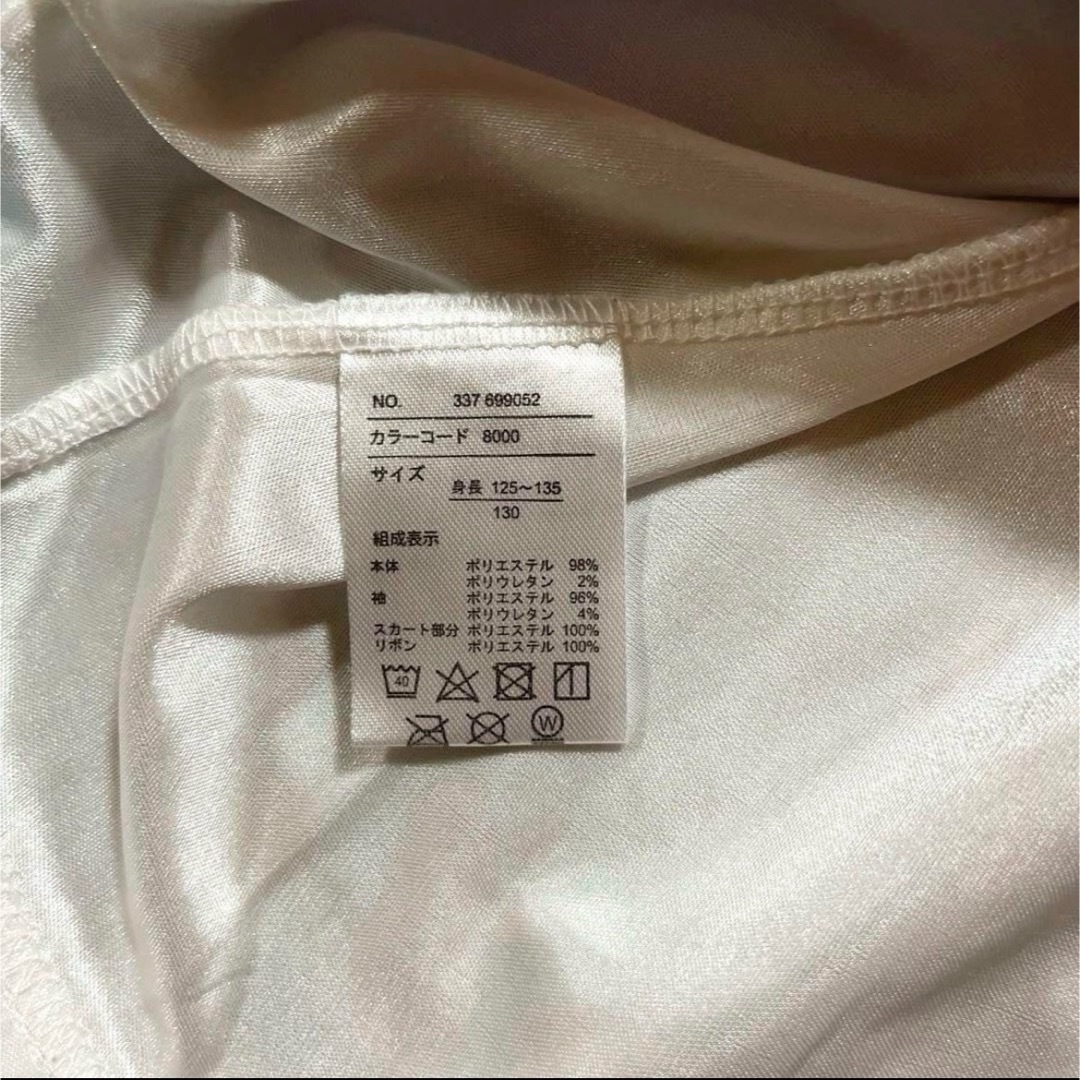 NO. 337 699052
カラーコード 8000
サイズ
身長 125〜135
130
組成表示
本体 ポリエステル 98%
ポリウレタン 2%
袖 ポリエステル 96%
ポリウレタン 4%
スカート部分 ポリエステル 100%
リボン ポリエステル 100%
40
W